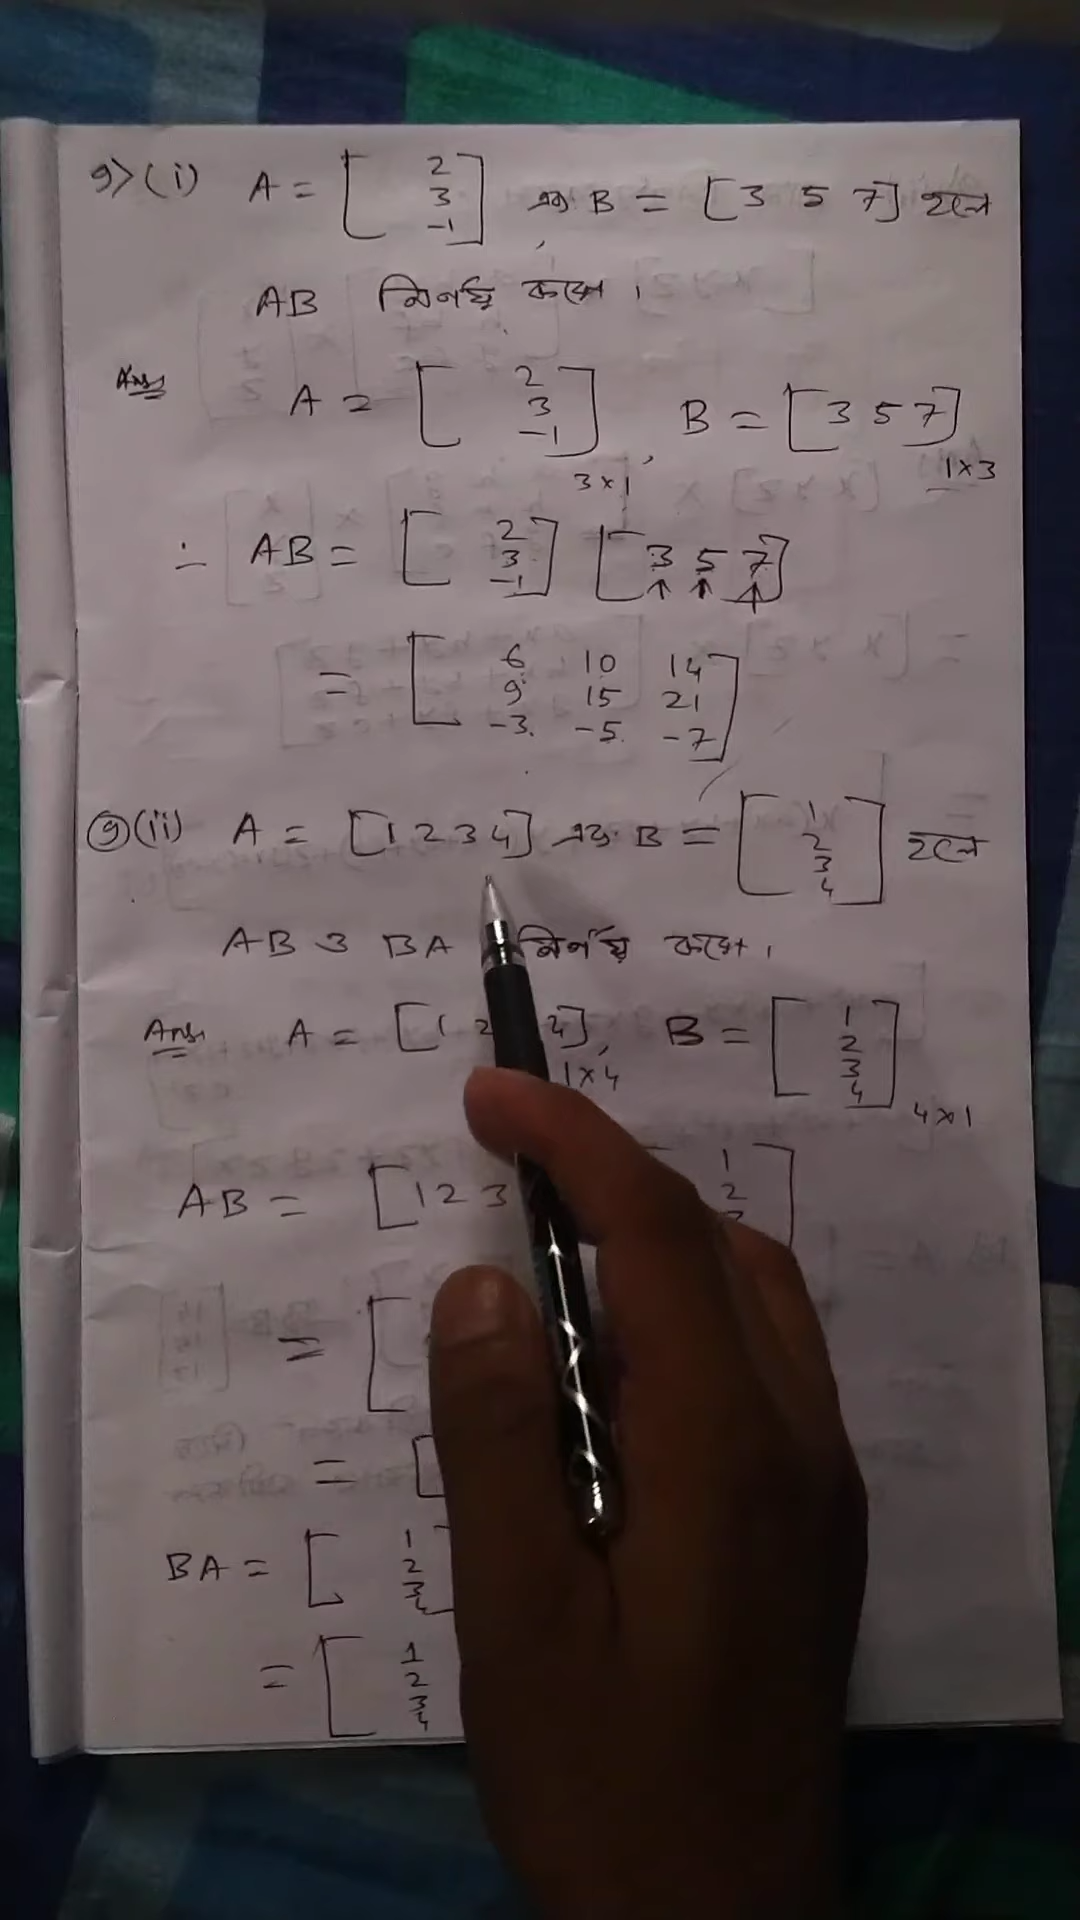 9> (i) A = [ 2 3 -1 ] এবং B = [3 5 7] হলে
AB নির্ণয় করো।
Ans A = [ 2 3 -1 ] 3×1, B = [3 5 7] 1×3
∴ AB = [ 2 3 -1 ] [3 5 7]
= [ 6 10 14
9 15 21
-3 -5 -7 ]
9 (ii) A = [1 2 3 4] এবং B = [ 1 2 3 4 ] হলে
AB ও BA নির্ণয় করো।
Ans A = [1 2 4] 1×4, B = [ 1 2 3 4 ] 4×1
AB = [1 2 3 1 2
=
=
BA = [ 1 2 3 4 ]
= [ 1 2 3 4